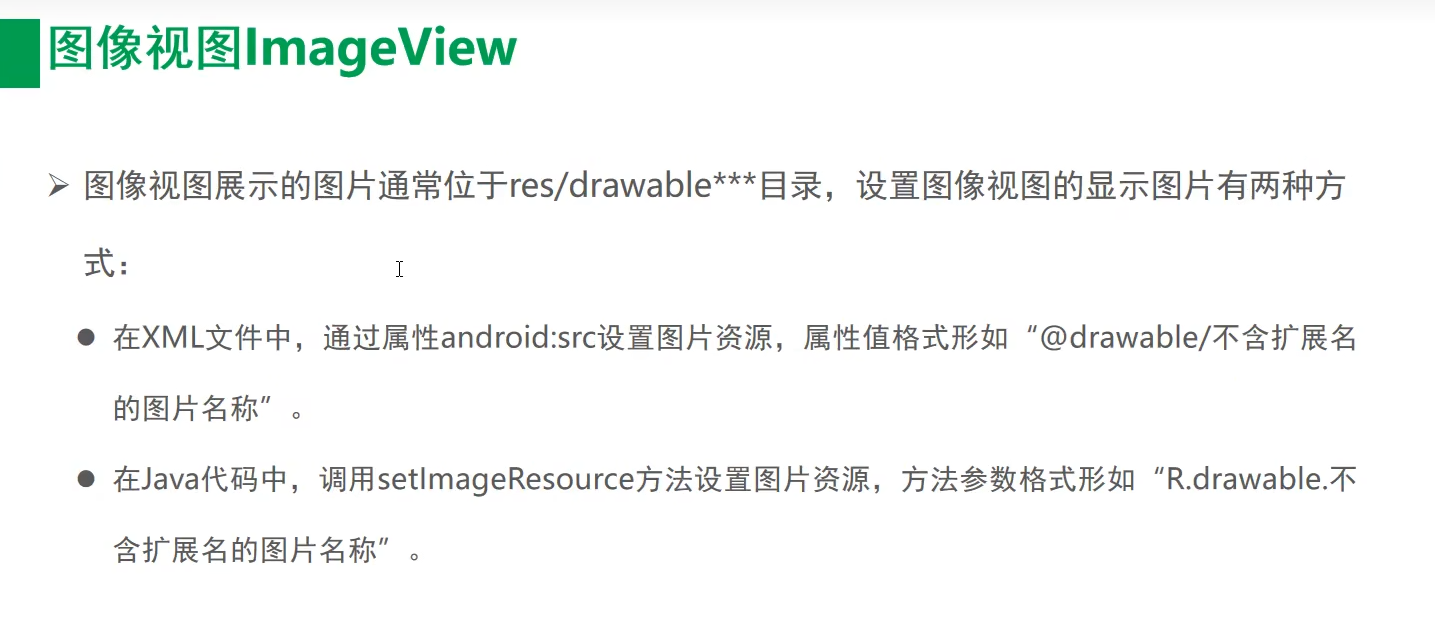 图像视图ImageView
➢ 图像视图展示的图片通常位于res/drawable***目录，设置图像视图的显示图片有两种方
式：
● 在XML文件中，通过属性android:src设置图片资源，属性值格式形如“@drawable/不含扩展名
的图片名称”。
● 在Java代码中，调用setImageResource方法设置图片资源，方法参数格式形如“R.drawable.不
含扩展名的图片名称”。